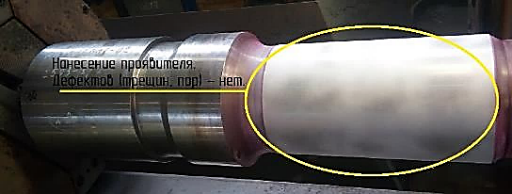 Нанесение проявителя.
Дефектов (трещин, пор) - нет.